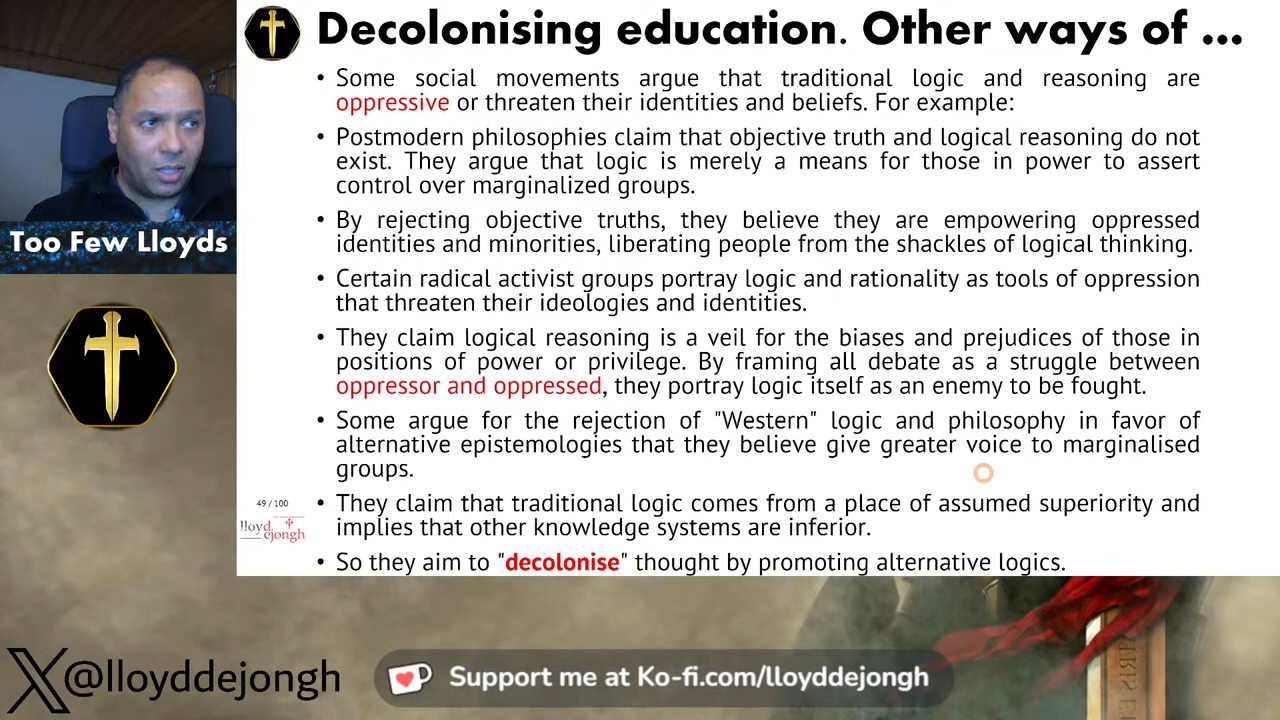 Decolonising education. Other ways of ...
• Some social movements argue that traditional logic and reasoning are
oppressive or threaten their identities and beliefs. For example:
• Postmodern philosophies claim that objective truth and logical reasoning do not
exist. They argue that logic is merely a means for those in power to assert
control over marginalized groups.
• By rejecting objective truths, they believe they are empowering oppressed
identities and minorities, liberating people from the shackles of logical thinking.
• Certain radical activist groups portray logic and rationality as tools of oppression
that threaten their ideologies and identities.
• They claim logical reasoning is a veil for the biases and prejudices of those in
positions of power or privilege. By framing all debate as a struggle between
oppressor and oppressed, they portray logic itself as an enemy to be fought.
• Some argue for the rejection of "Western" logic and philosophy in favor of
alternative epistemologies that they believe give greater voice to marginalised
groups.
• They claim that traditional logic comes from a place of assumed superiority and
implies that other knowledge systems are inferior.
• So they aim to "decolonise" thought by promoting alternative logics.
49 / 100
lloyd
ejongh
Too Few Lloyds
X@lloyddejongh
Support me at Ko-fi.com/lloyddejongh